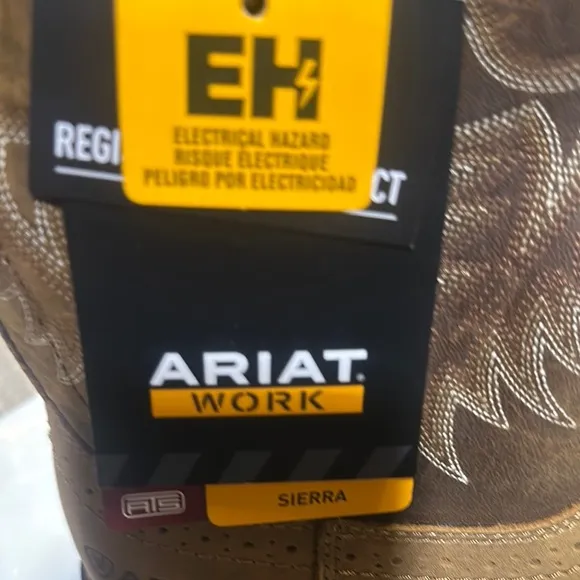 EH
ELECTRICAL HAZARD
RISQUE ÉLECTRIQUE
PELIGRO POR ELECTRICIDAD
ARIAT
WORK
ATS
SIERRA